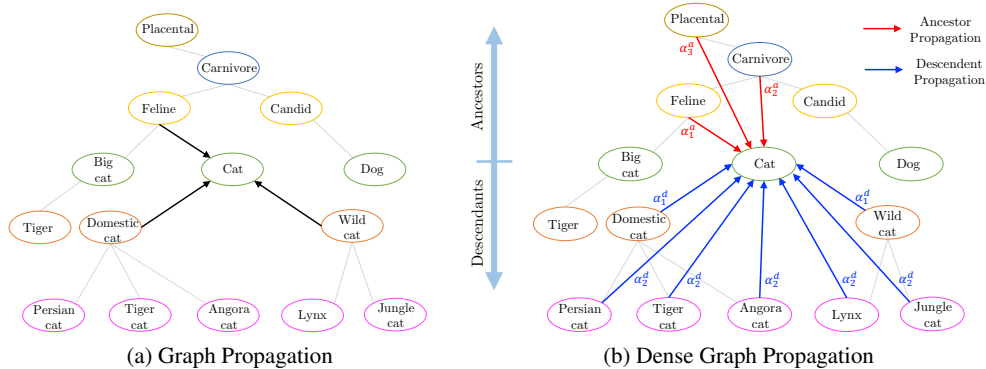 Placental
Carnivore
Feline
Candid
Big
cat
Cat
Dog
Tiger
Domestic
cat
Wild
cat
Persian
cat
Tiger
cat
Angora
cat
Lynx
Jungle
cat
(a) Graph Propagation
Ancestors
Descendants
Placental
Ancestor
Propagation
Descendent
Propagation
α₃ᵃ
Carnivore
α₂ᵃ
Feline
Candid
α₁ᵃ
Big
cat
Cat
Dog
α₁ᵈ
α₁ᵈ
Tiger
Domestic
cat
Wild
cat
α₂ᵈ
α₂ᵈ
α₂ᵈ
α₂ᵈ
α₂ᵈ
Persian
cat
Tiger
cat
Angora
cat
Lynx
Jungle
cat
(b) Dense Graph Propagation